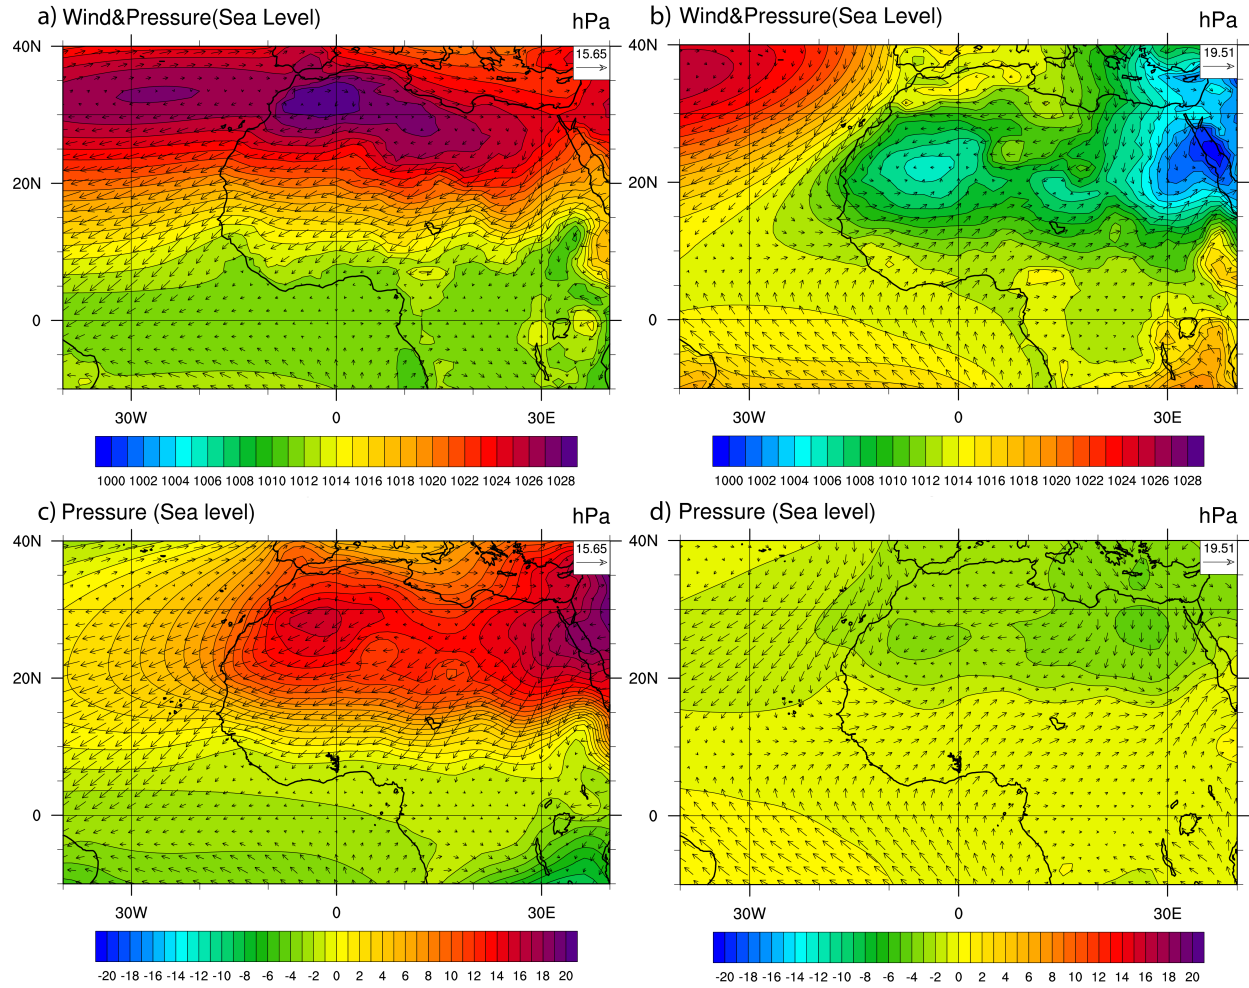 a) Wind&Pressure(Sea Level) hPa
15.65
40N
20N
0
30W 0 30E
1000 1002 1004 1006 1008 1010 1012 1014 1016 1018 1020 1022 1024 1026 1028
b) Wind&Pressure(Sea Level) hPa
19.51
40N
30N
20N
10N
0
30W 0 30E
1000 1002 1004 1006 1008 1010 1012 1014 1016 1018 1020 1022 1024 1026 1028
c) Pressure (Sea level) hPa
15.65
40N
20N
0
30W 0 30E
-20 -18 -16 -14 -12 -10 -8 -6 -4 -2 0 2 4 6 8 10 12 14 16 18 20
d) Pressure (Sea level) hPa
19.51
40N
20N
0
30W 0 30E
-20 -18 -16 -14 -12 -10 -8 -6 -4 -2 0 2 4 6 8 10 12 14 16 18 20